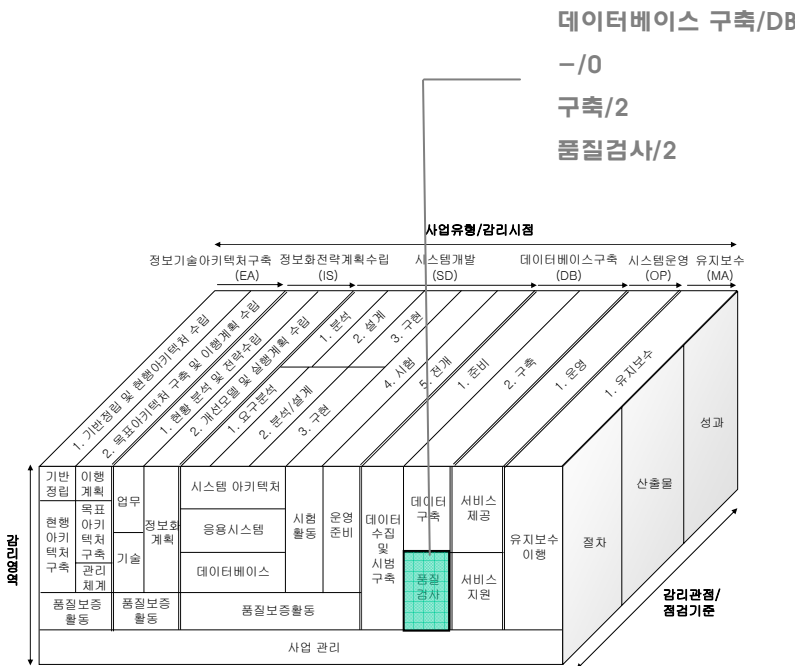 데이터베이스 구축/DB
–/0
구축/2
품질검사/2
사업유형/감리시점
정보기술아키텍처구축
(EA)
정보화전략계획수립
(IS)
시스템개발
(SD)
데이터베이스구축
(DB)
시스템운영
(OP)
유지보수
(MA)
1. 기반정립 및 현행아키텍처 수립
2. 목표아키텍처 구축 및 이행계획 수립
1. 현황 분석 및 전략수립
2. 개선모델 및 실행계획 수립
1. 분석
2. 설계
3. 구현
1. 요구분석
2. 분석/설계
3. 구현
4. 시험
5. 전개
1. 준비
2. 구축
1. 운영
1. 유지보수
감리영역
기반
정립
이행
계획
현행
아키
텍처
구축
목표
아키
텍처
구축
관리
체계
업무
기술
정보화
계획
시스템 아키텍처
응용시스템
데이터베이스
시험
활동
운영
준비
데이터
수집
및
시범
구축
데이터
구축
품질
검사
서비스
제공
서비스
지원
유지보수
이행
품질보증
활동
품질보증
활동
품질보증활동
사업 관리
절차
산출물
성과
감리관점/
점검기준